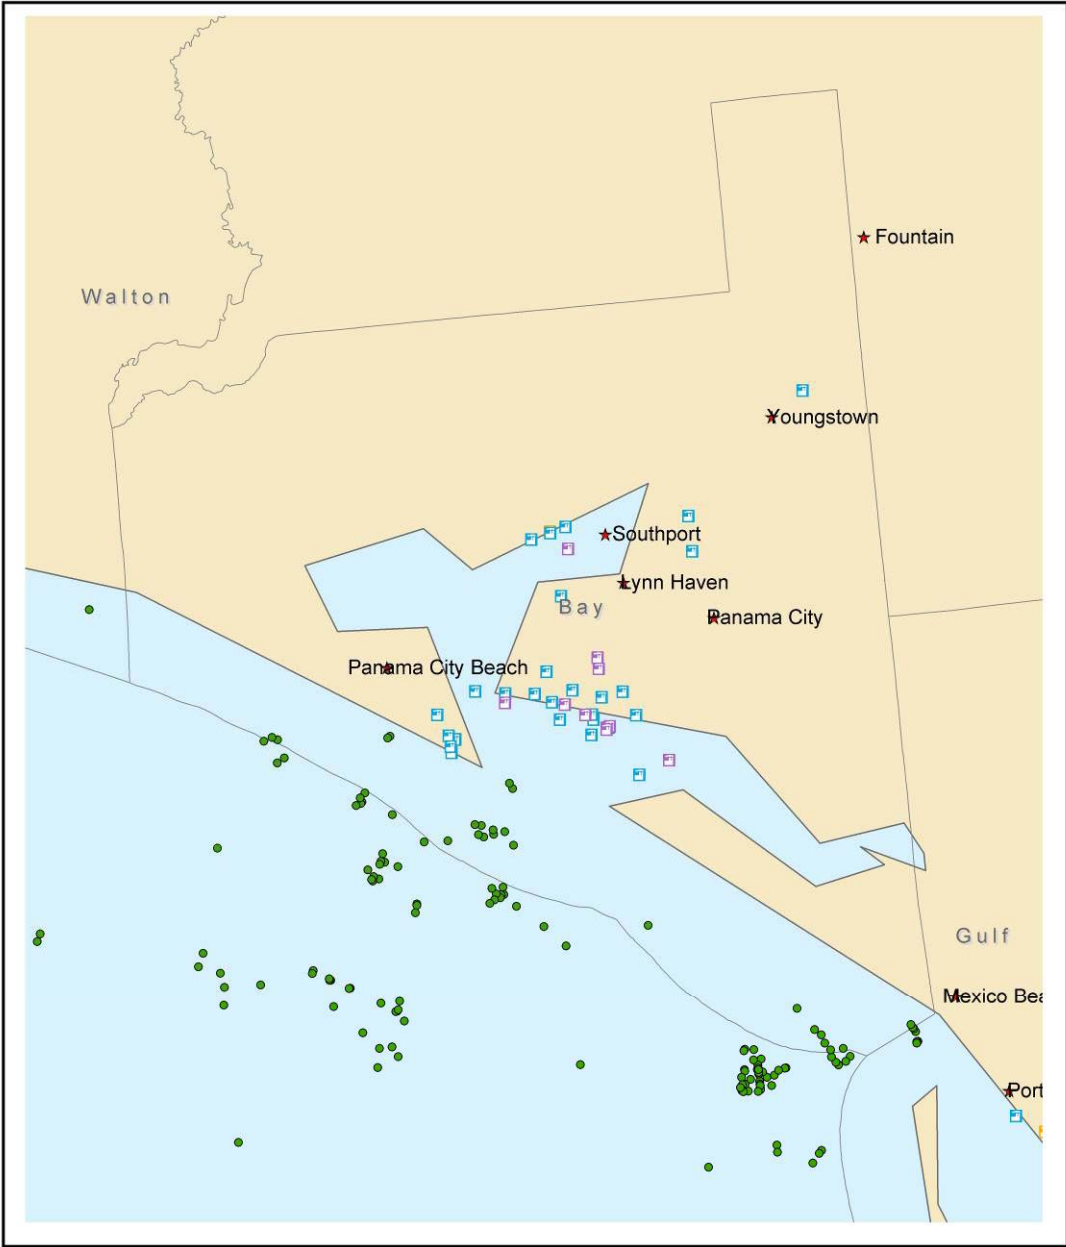 Fountain
Walton
Youngstown
Southport
Lynn Haven
Bay
Panama City
Panama City Beach
Gulf
Mexico Bea
Port